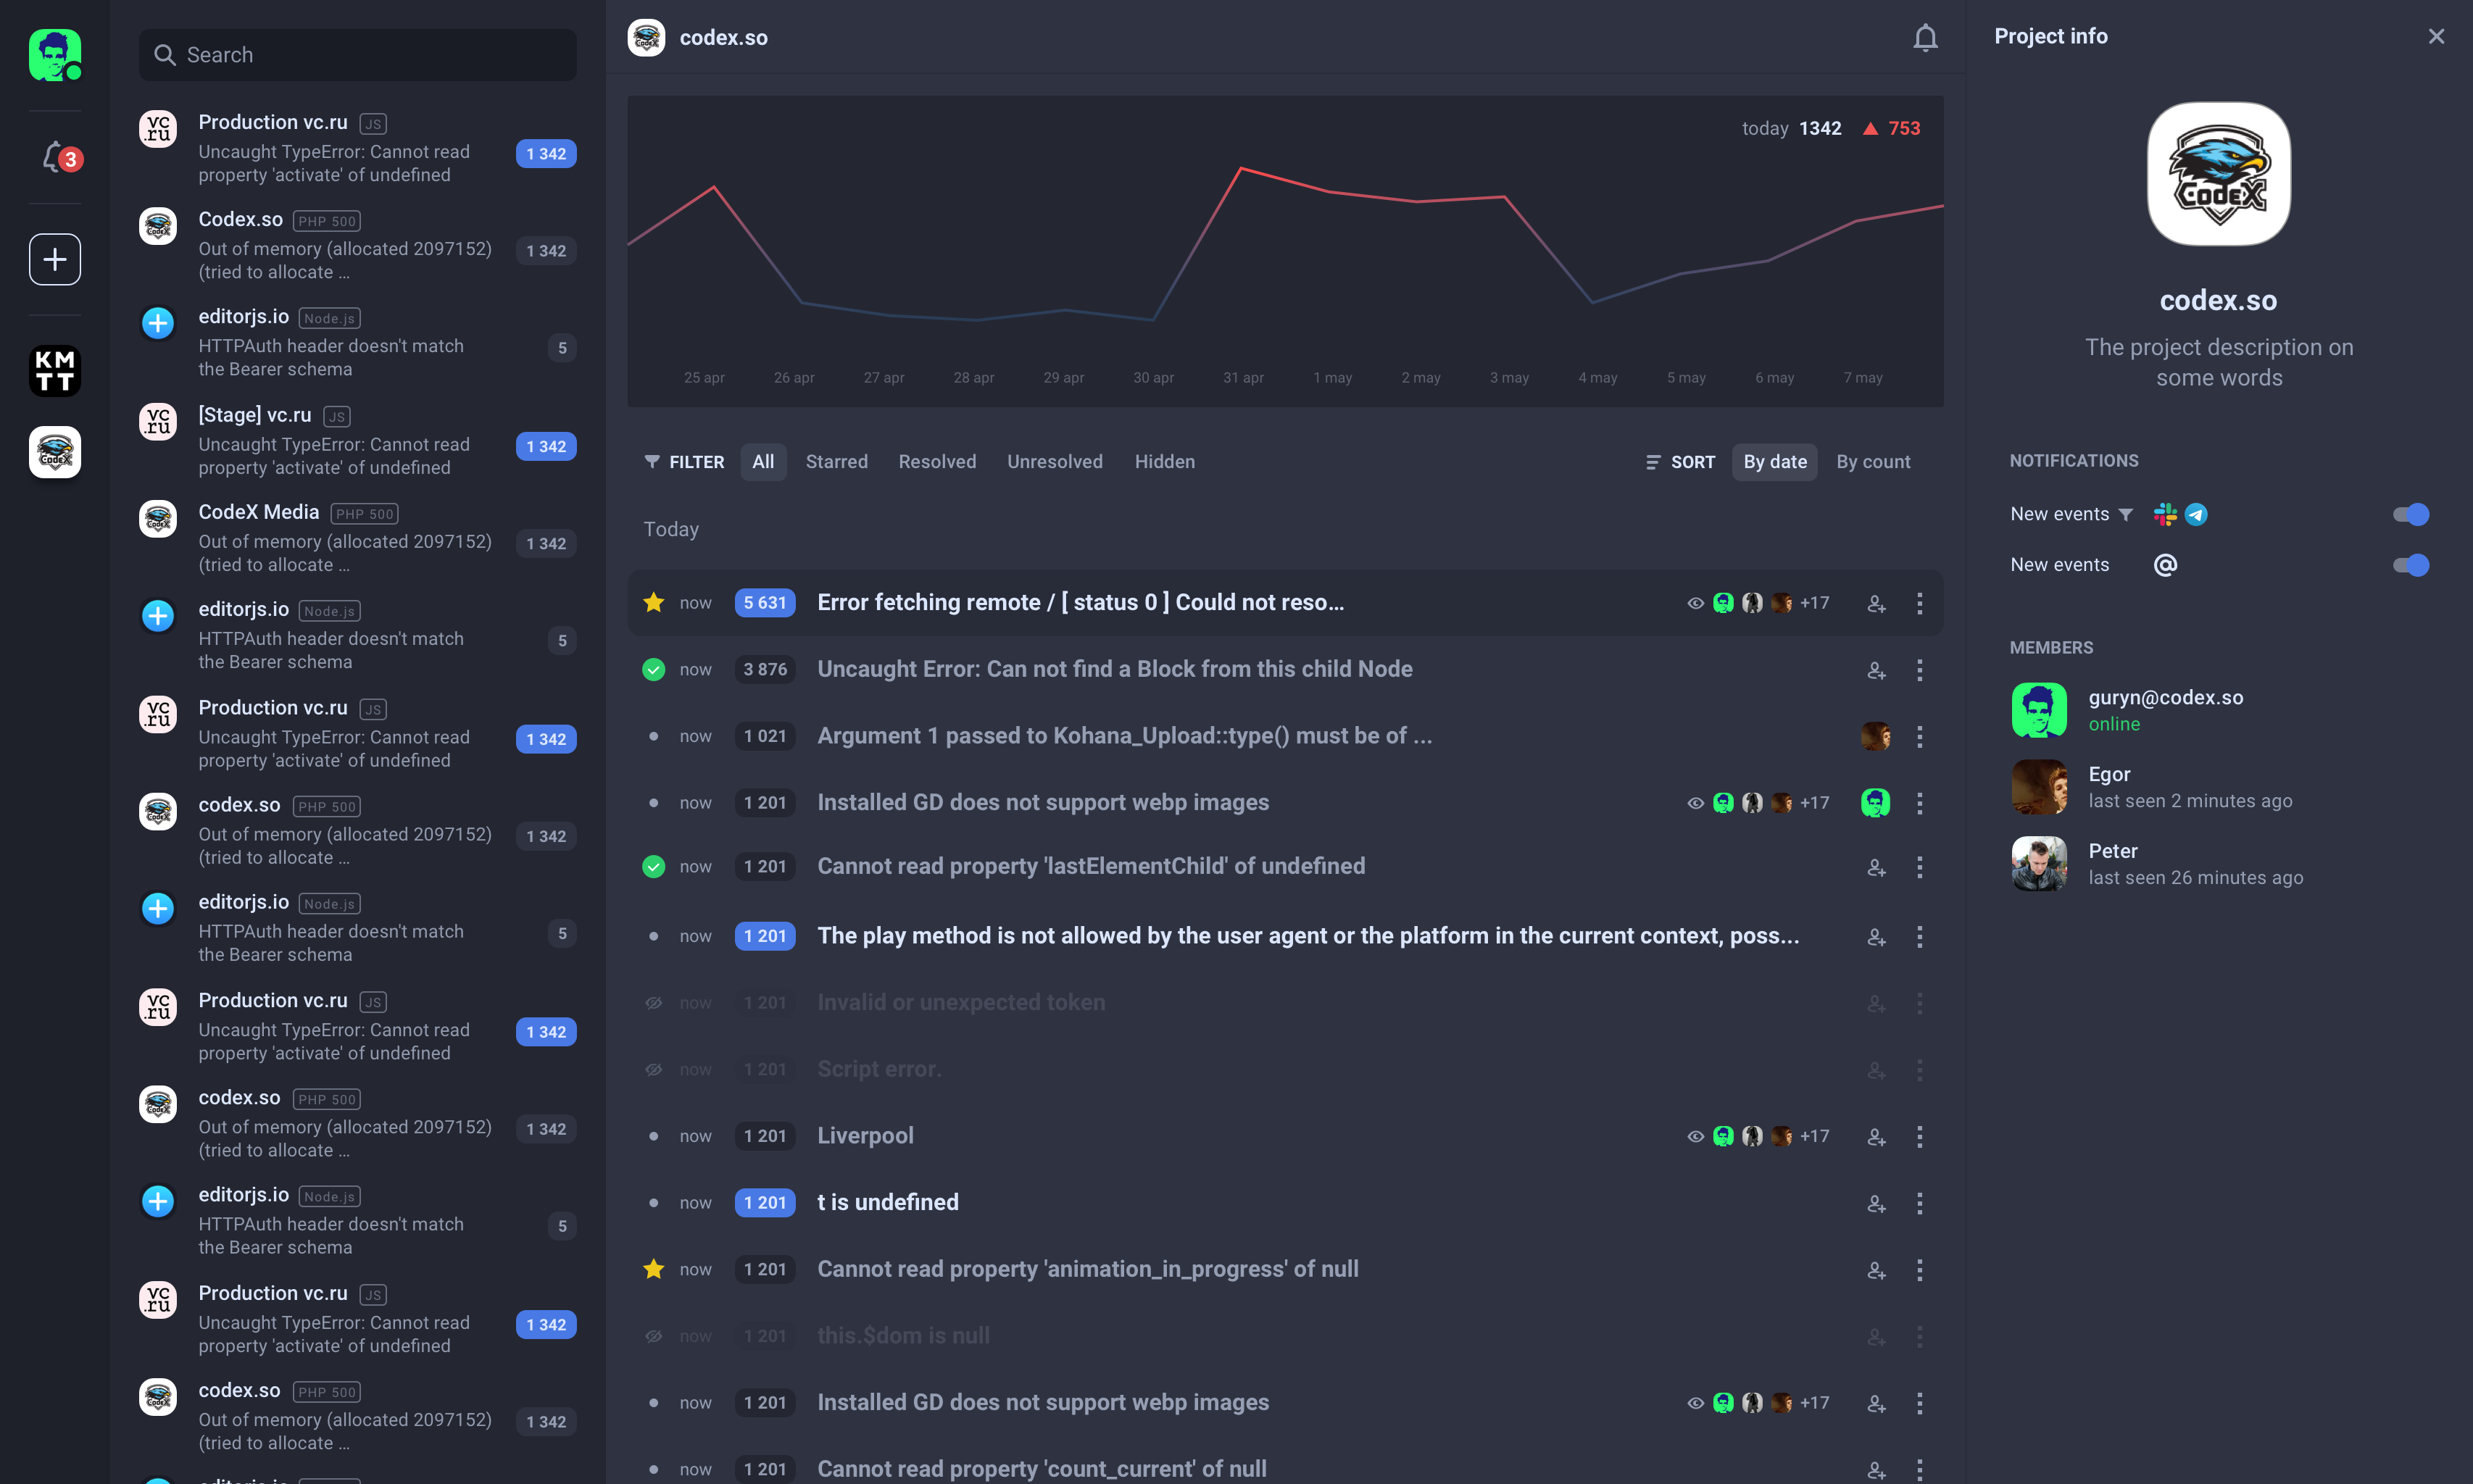 3
KM
TT
CodeX
Search
VC
.ru
Production vc.ru JS
Uncaught TypeError: Cannot read
property 'activate' of undefined
1 342
Codex.so PHP 500
Out of memory (allocated 2097152)
(tried to allocate ...
1 342
editorjs.io Node.js
HTTPAuth header doesn't match
the Bearer schema
5
VC
.ru
[Stage] vc.ru JS
Uncaught TypeError: Cannot read
property 'activate' of undefined
1 342
CodeX Media PHP 500
Out of memory (allocated 2097152)
(tried to allocate ...
1 342
editorjs.io Node.js
HTTPAuth header doesn't match
the Bearer schema
5
VC
.ru
Production vc.ru JS
Uncaught TypeError: Cannot read
property 'activate' of undefined
1 342
codex.so PHP 500
Out of memory (allocated 2097152)
(tried to allocate ...
1 342
editorjs.io Node.js
HTTPAuth header doesn't match
the Bearer schema
5
VC
.ru
Production vc.ru JS
Uncaught TypeError: Cannot read
property 'activate' of undefined
1 342
codex.so PHP 500
Out of memory (allocated 2097152)
(tried to allocate ...
1 342
editorjs.io Node.js
HTTPAuth header doesn't match
the Bearer schema
5
VC
.ru
Production vc.ru JS
Uncaught TypeError: Cannot read
property 'activate' of undefined
1 342
codex.so PHP 500
Out of memory (allocated 2097152)
(tried to allocate ...
1 342
codex.so
today 1342 753
25 apr 26 apr 27 apr 28 apr 29 apr 30 apr 31 apr 1 may 2 may 3 may 4 may 5 may 6 may 7 may
FILTER All Starred Resolved Unresolved Hidden SORT By date By count
Today
now 5 631 Error fetching remote / [ status 0 ] Could not reso... +17
now 3 876 Uncaught Error: Can not find a Block from this child Node
now 1 021 Argument 1 passed to Kohana_Upload::type() must be of ...
now 1 201 Installed GD does not support webp images +17
now 1 201 Cannot read property 'lastElementChild' of undefined
now 1 201 The play method is not allowed by the user agent or the platform in the current context, poss...
now 1 201 Invalid or unexpected token
now 1 201 Script error.
now 1 201 Liverpool +17
now 1 201 t is undefined
now 1 201 Cannot read property 'animation_in_progress' of null
now 1 201 this.$dom is null
now 1 201 Installed GD does not support webp images +17
now 1 201 Cannot read property 'count_current' of null
Project info
CodeX
codex.so
The project description on
some words
NOTIFICATIONS
New events
New events @
MEMBERS
guryn@codex.so
online
Egor
last seen 2 minutes ago
Peter
last seen 26 minutes ago